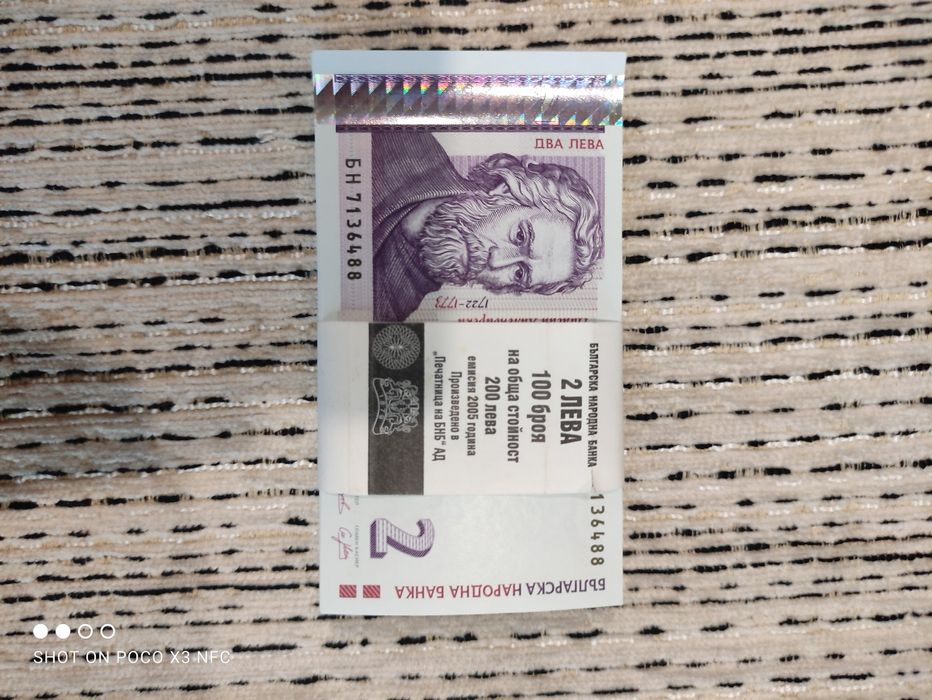 ДВА ЛЕВА
БН 7136488
1722-1773
БЪЛГАРСКА НАРОДНА БАНКА
2 ЛЕВА
100 броя
на обща стойност
200 лева
емисия 2005 година
Произведено в
„Печатница на БНБ“ АД
136488
2
БЪЛГАРСКА НАРОДНА БАНКА
SHOT ON POCO X3 NFC